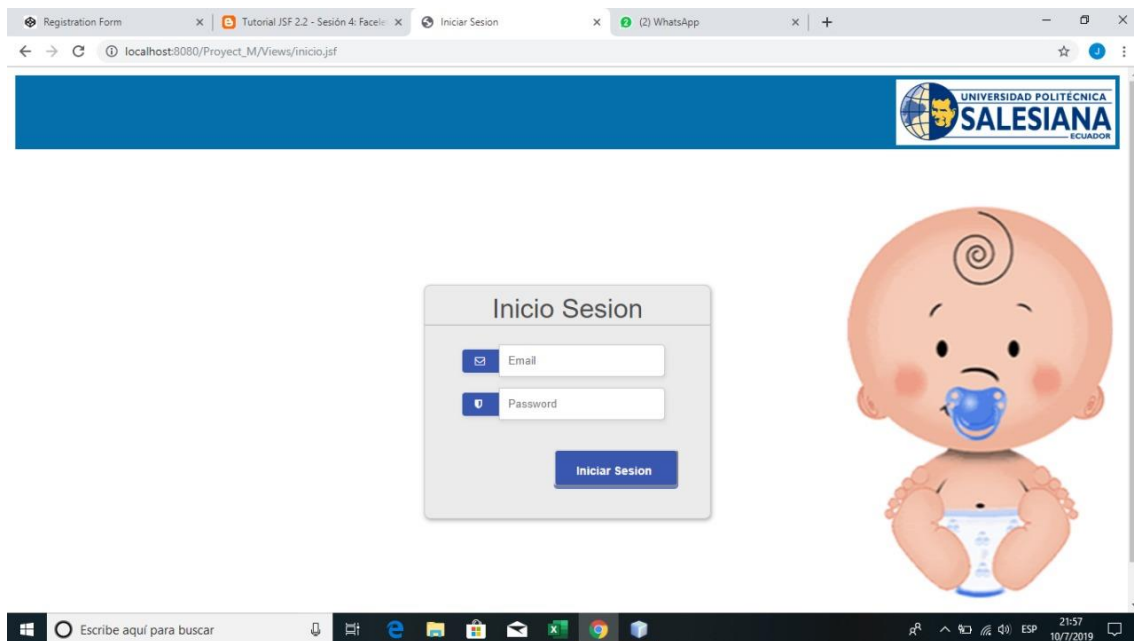 Registration Form
Tutorial JSF 2.2 - Sesión 4: Facele
Iniciar Sesion
(2) WhatsApp
localhost:8080/Proyect_M/Views/inicio.jsf
UNIVERSIDAD POLITÉCNICA
SALESIANA
ECUADOR
Inicio Sesion
Email
Password
Iniciar Sesion
Escribe aquí para buscar
ESP
21:57
10/7/2019